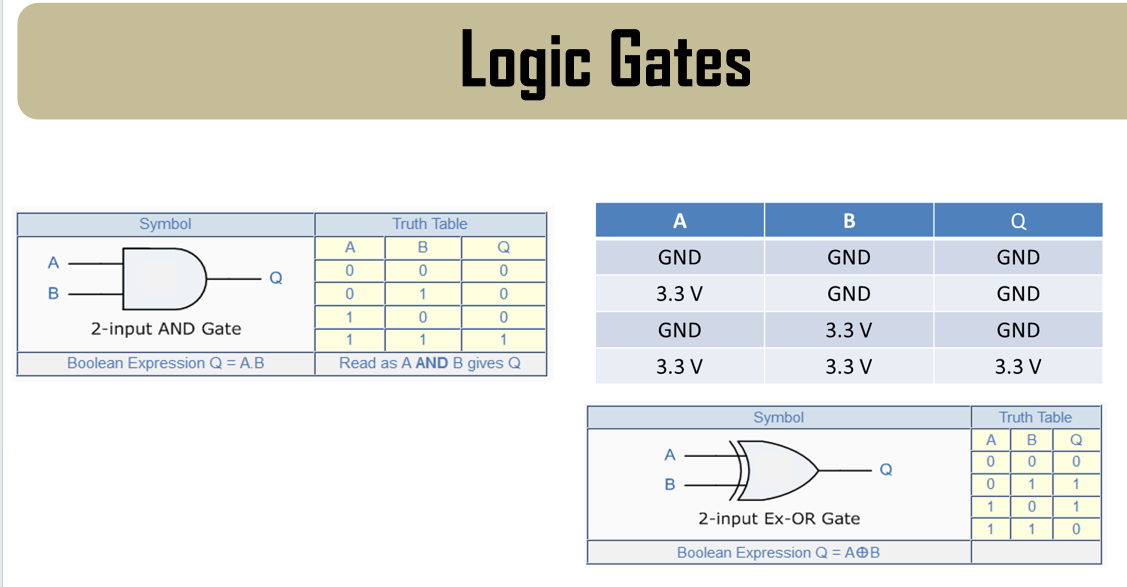 Logic Gates
Symbol Truth Table
A B Q
A 0 0 0
Q
B 0 1 0
1 0 0
2-input AND Gate
1 1 1
Boolean Expression Q = A.B Read as A AND B gives Q
A B Q
GND GND GND
3.3 V GND GND
GND 3.3 V GND
3.3 V 3.3 V 3.3 V
Symbol Truth Table
A B Q
A 0 0 0
Q
B 0 1 1
1 0 1
2-input Ex-OR Gate
1 1 0
Boolean Expression Q = A⊕B